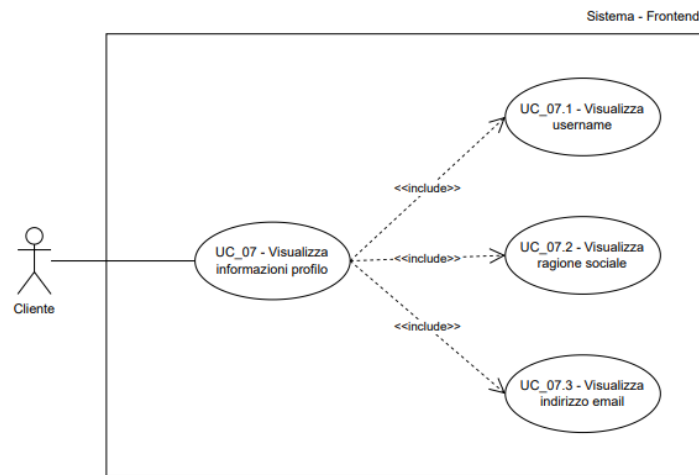 Sistema - Frontend
UC_07.1 - Visualizza
username
<<include>>
UC_07 - Visualizza
informazioni profilo
<<include>>
UC_07.2 - Visualizza
ragione sociale
Cliente
<<include>>
UC_07.3 - Visualizza
indirizzo email